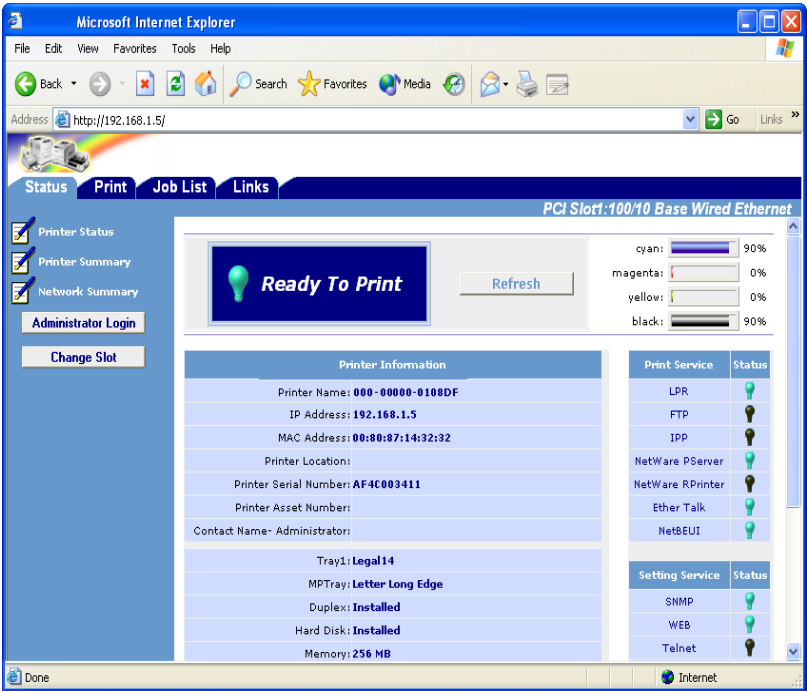 Microsoft Internet Explorer
File Edit View Favorites Tools Help
Back Search Favorites Media
Address http://192.168.1.5/ Go Links »
Status Print Job List Links
PCI Slot1:100/10 Base Wired Ethernet
Printer Status
Printer Summary
Network Summary
Administrator Login
Change Slot
Ready To Print
Refresh
cyan: 90%
magenta: 0%
yellow: 0%
black: 90%
Printer Information
Printer Name: 000-00000-0108DF
IP Address: 192.168.1.5
MAC Address: 00:80:87:14:32:32
Printer Location:
Printer Serial Number: AF4C003411
Printer Asset Number:
Contact Name- Administrator:
Tray1: Legal14
MPTray: Letter Long Edge
Duplex: Installed
Hard Disk: Installed
Memory: 256 MB
Print Service Status
LPR
FTP
IPP
NetWare PServer
NetWare RPrinter
Ether Talk
NetBEUI
Setting Service Status
SNMP
WEB
Telnet
Done Internet